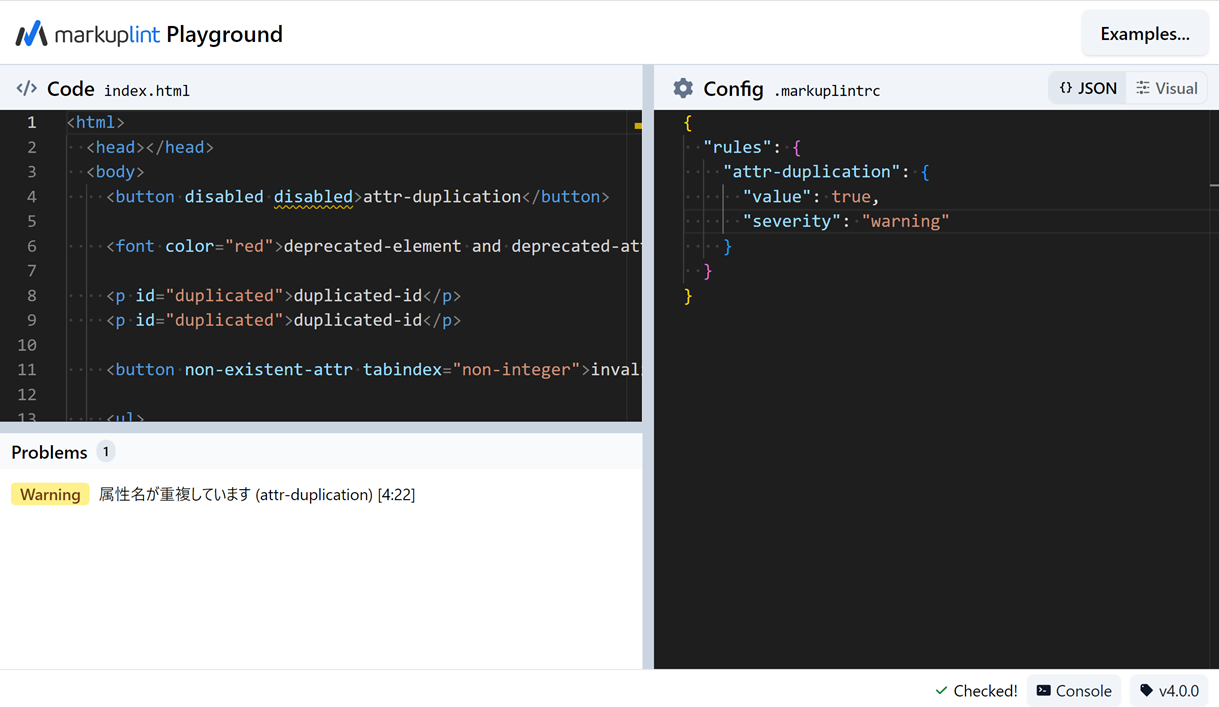 markuplint Playground
Examples...
</> Code index.html
1 <html>
2 <head></head>
3 <body>
4 <button disabled disabled>attr-duplication</button>
5
6 <font color="red">deprecated-element and deprecated-att
7
8 <p id="duplicated">duplicated-id</p>
9 <p id="duplicated">duplicated-id</p>
10
11 <button non-existent-attr tabindex="non-integer">inval
12
13 <ul>
Problems 1
Warning 属性名が重複しています (attr-duplication) [4:22]
Config .markuplintrc
{} JSON
Visual
{
"rules": {
"attr-duplication": {
"value": true,
"severity": "warning"
}
}
}
Checked!
Console
v4.0.0